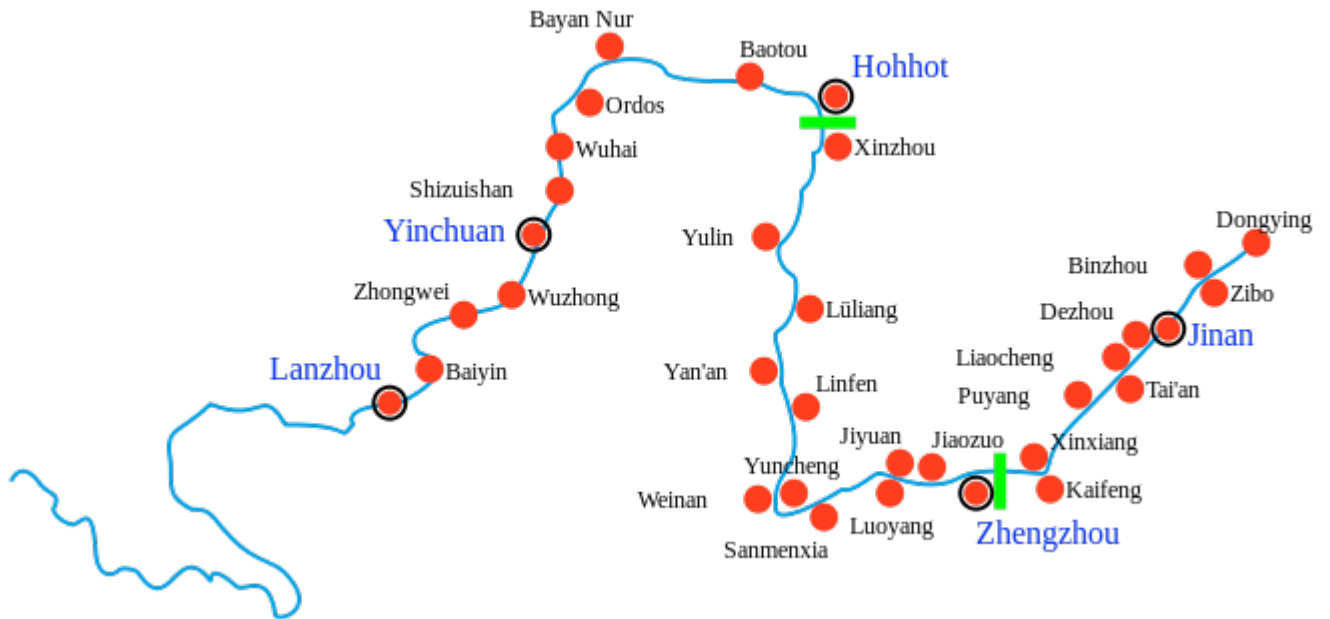 Bayan Nur
Baotou
Hohhot
Ordos
Wuhai
Xinzhou
Shizuishan
Yinchuan
Yulin
Dongying
Binzhou
Zhongwei
Wuzhong
Zibo
Lüliang
Dezhou
Jinan
Lanzhou
Baiyin
Yan'an
Linfen
Liaocheng
Puyang
Tai'an
Jiyuan
Jiaozuo
Xinxiang
Yuncheng
Weinan
Kaifeng
Luoyang
Zhengzhou
Sanmenxia